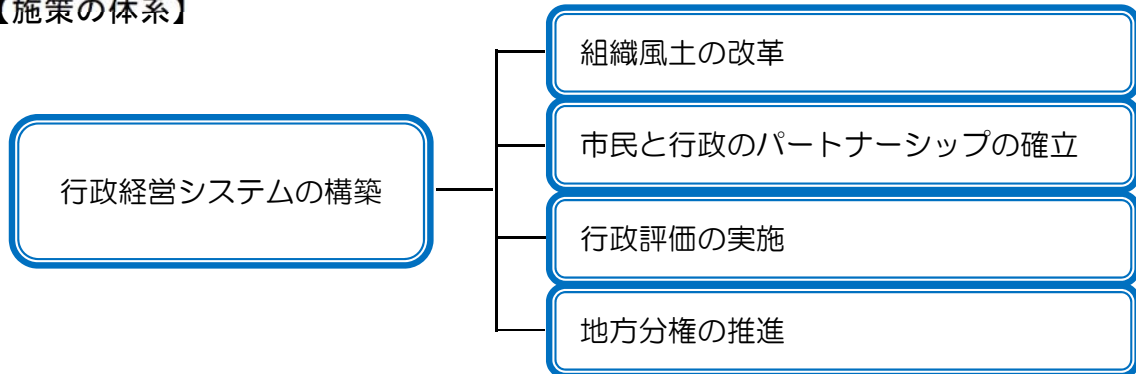 【施策の体系】
組織風土の改革
市民と行政のパートナーシップの確立
行政経営システムの構築
行政評価の実施
地方分権の推進